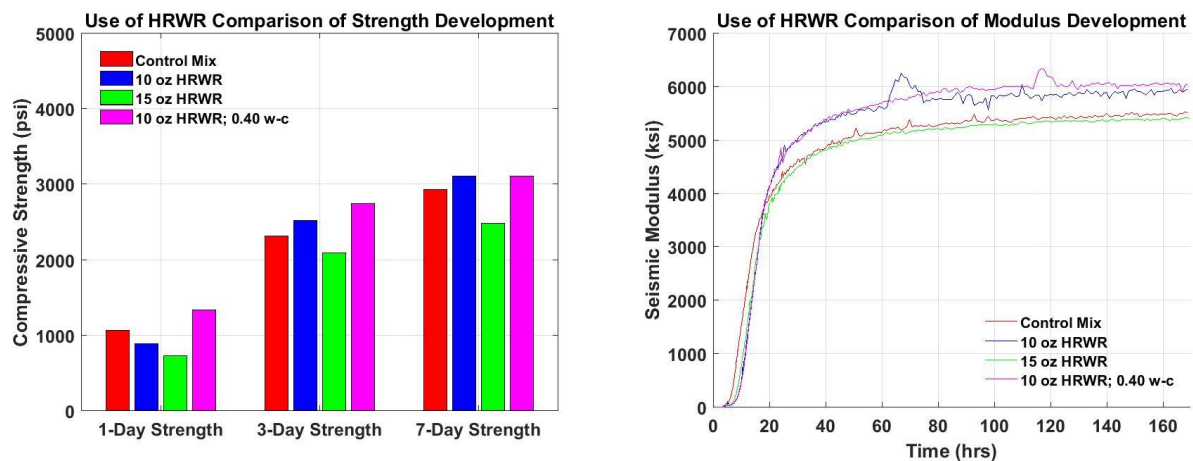 Use of HRWR Comparison of Strength Development
5000
4000
3000
2000
1000
0
Compressive Strength (psi)
Control Mix
10 oz HRWR
15 oz HRWR
10 oz HRWR; 0.40 w-c
1-Day Strength
3-Day Strength
7-Day Strength
Use of HRWR Comparison of Modulus Development
7000
6000
5000
4000
3000
2000
1000
0
Seismic Modulus (ksi)
Control Mix
10 oz HRWR
15 oz HRWR
10 oz HRWR; 0.40 w-c
0 20 40 60 80 100 120 140 160
Time (hrs)